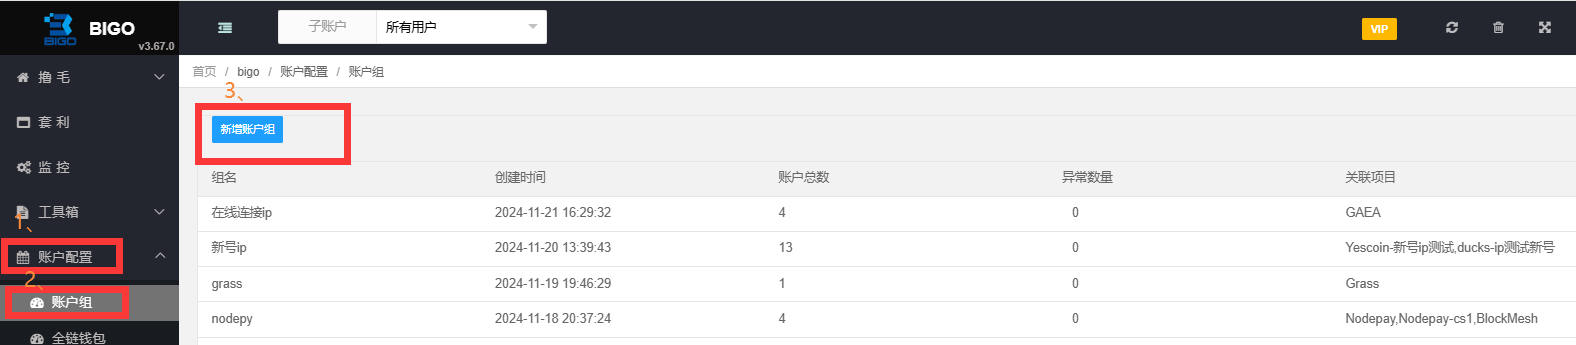 BIGO
BIGO
v3.67.0
子账户 所有用户
VIP
撸 毛
套 利
监 控
工具箱
1、
账户配置
2、
账户组
全链钱包
首页 / bigo / 账户配置 / 账户组
3、
新增账户组
组名 创建时间 账户总数 异常数量 关联项目
在线连接ip 2024-11-21 16:29:32 4 0 GAEA
新号ip 2024-11-20 13:39:43 13 0 Yescoin-新号ip测试,ducks-ip测试新号
grass 2024-11-19 19:46:29 1 0 Grass
nodepy 2024-11-18 20:37:24 4 0 Nodepay,Nodepay-cs1,BlockMesh